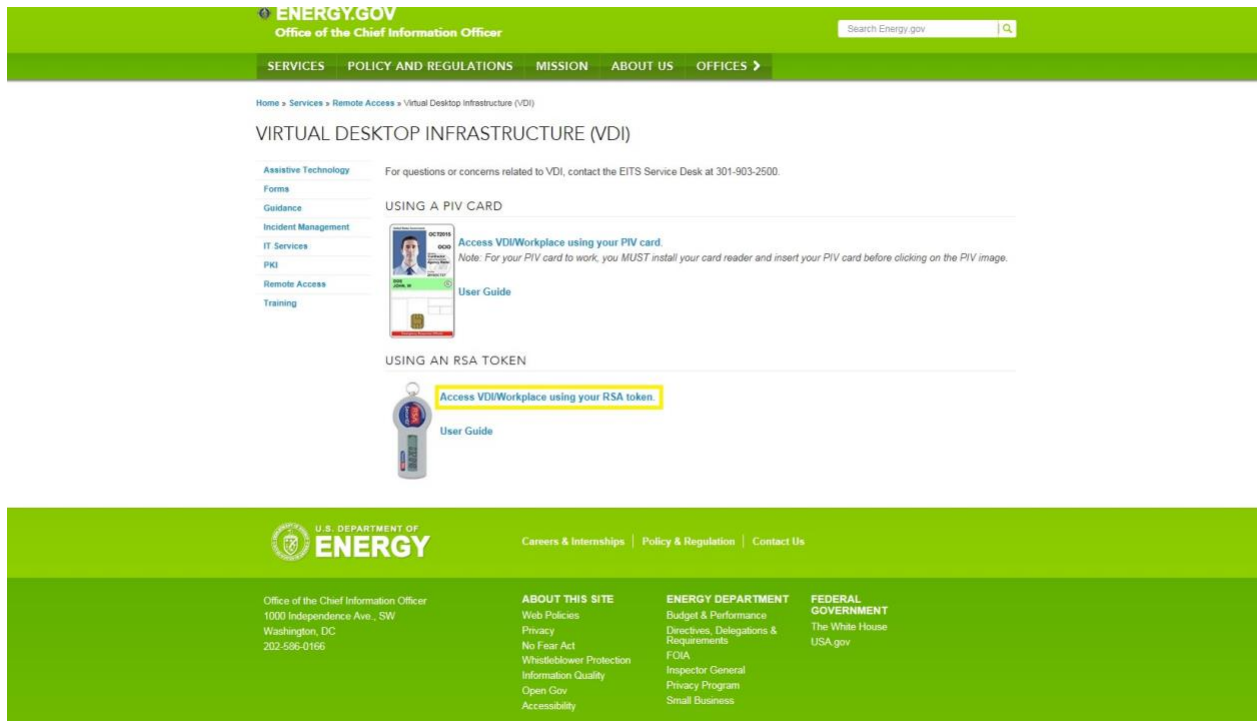 ENERGY.GOV
Office of the Chief Information Officer
Search Energy.gov
SERVICES POLICY AND REGULATIONS MISSION ABOUT US OFFICES
Home » Services » Remote Access » Virtual Desktop Infrastructure (VDI)
VIRTUAL DESKTOP INFRASTRUCTURE (VDI)
Assistive Technology
Forms
Guidance
Incident Management
IT Services
PKI
Remote Access
Training
For questions or concerns related to VDI, contact the EITS Service Desk at 301-903-2500.
USING A PIV CARD
OCT2015
OCIO
Access VDI/Workplace using your PIV card.
Note: For your PIV card to work, you MUST install your card reader and insert your PIV card before clicking on the PIV image.
User Guide
USING AN RSA TOKEN
RSA
Access VDI/Workplace using your RSA token.
User Guide
U.S. DEPARTMENT OF
ENERGY
Careers & Internships | Policy & Regulation | Contact Us
Office of the Chief Information Officer
1000 Independence Ave., SW
Washington, DC
202-586-0166
ABOUT THIS SITE
Web Policies
Privacy
No Fear Act
Whistleblower Protection
Information Quality
Open Gov
Accessibility
ENERGY DEPARTMENT
Budget & Performance
Directives, Delegations &
Requirements
FOIA
Inspector General
Privacy Program
Small Business
FEDERAL
GOVERNMENT
The White House
USA.gov